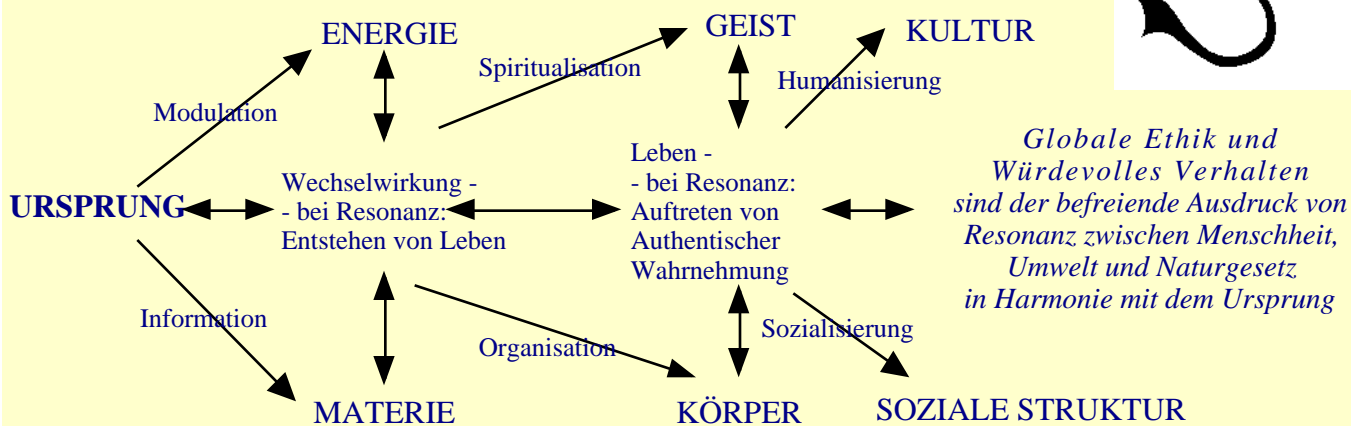 ENERGIE
GEIST
KULTUR
Spiritualisation
Humanisierung
Modulation
URSPRUNG
Wechselwirkung -
- bei Resonanz:
Entstehen von Leben
Leben -
- bei Resonanz:
Auftreten von
Authentischer
Wahrnehmung
Globale Ethik und
Würdevolles Verhalten
sind der befreiende Ausdruck von
Resonanz zwischen Menschheit,
Umwelt und Naturgesetz
in Harmonie mit dem Ursprung
Information
Organisation
Sozialisierung
MATERIE
KÖRPER
SOZIALE STRUKTUR